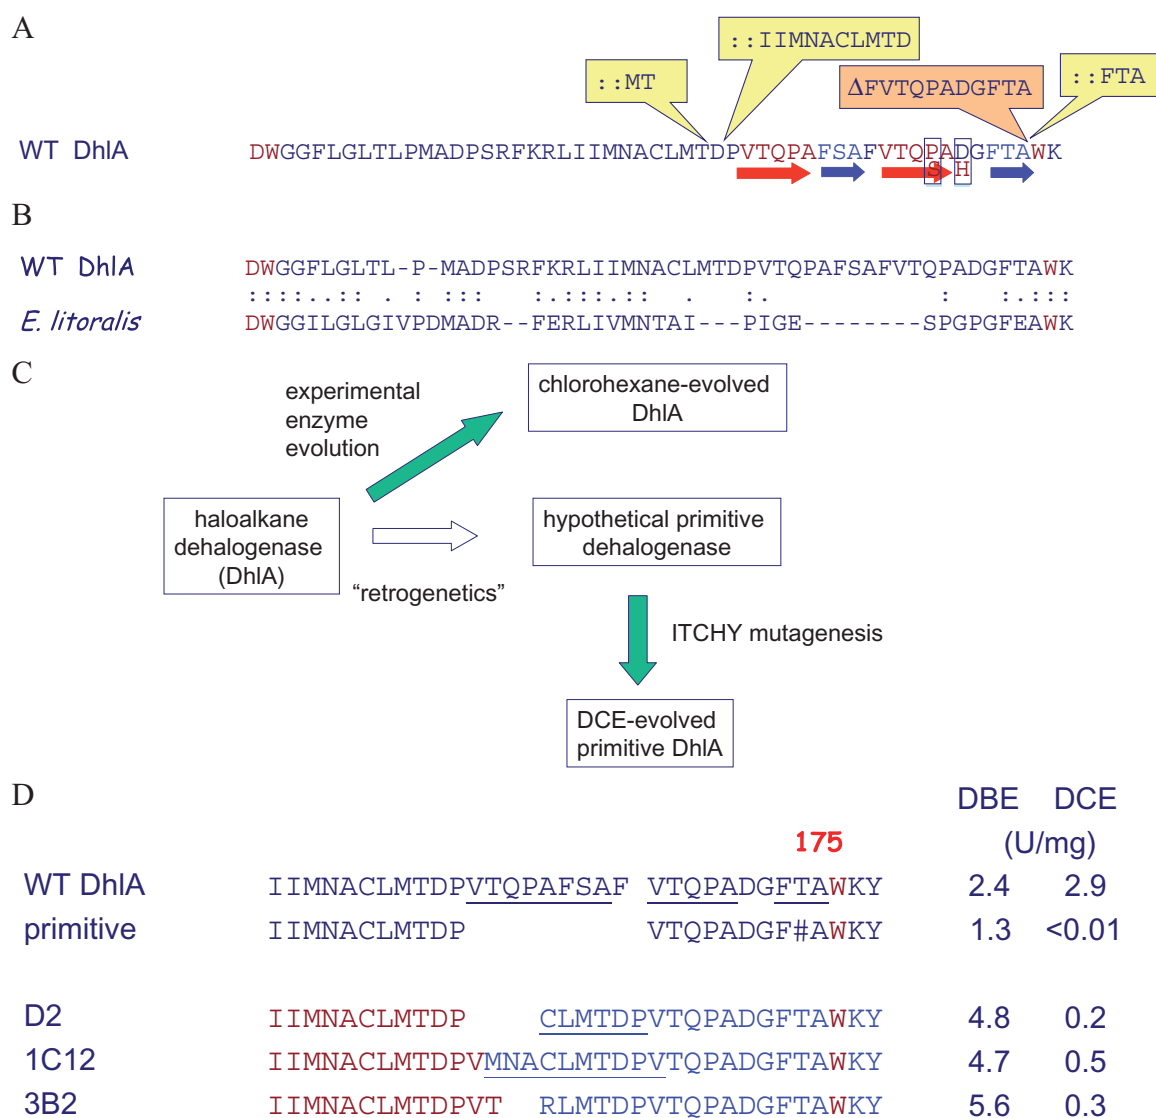 A
::IIMNACLMTD
::MT
ΔFVTQPADGFTA
::FTA
WT DhlA DWGGFLGLTLPMADPSRFKRLIIMNACLMTDPVTQPAFSAFVTQPADGFTAWK
S H
B
WT DhlA DWGGFLGLTL-P-MADPSRFKRLIIMNACLMTDPVTQPAFSAFVTQPADGFTAWK
::::..:: . : ::: :.:::.:: . :. : :.:::
E. litoralis DWGGILGLGIVPDMADR--FERLIVMNTAI---PIGE--------SPGPGFEAWK
C
experimental
enzyme
evolution
chlorohexane-evolved
DhlA
haloalkane
dehalogenase
(DhlA)
"retrogenetics"
hypothetical primitive
dehalogenase
ITCHY mutagenesis
DCE-evolved
primitive DhlA
D
DBE DCE
175 (U/mg)
WT DhlA IIMNACLMTDPVTQPAFSAF VTQPADGFTAWKY 2.4 2.9
primitive IIMNACLMTDP VTQPADGF#AWKY 1.3 <0.01
D2 IIMNACLMTDP CLMTDPVTQPADGFTAWKY 4.8 0.2
1C12 IIMNACLMTDPVMNACLMTDPVTQPADGFTAWKY 4.7 0.5
3B2 IIMNACLMTDPVT RLMTDPVTQPADGFTAWKY 5.6 0.3